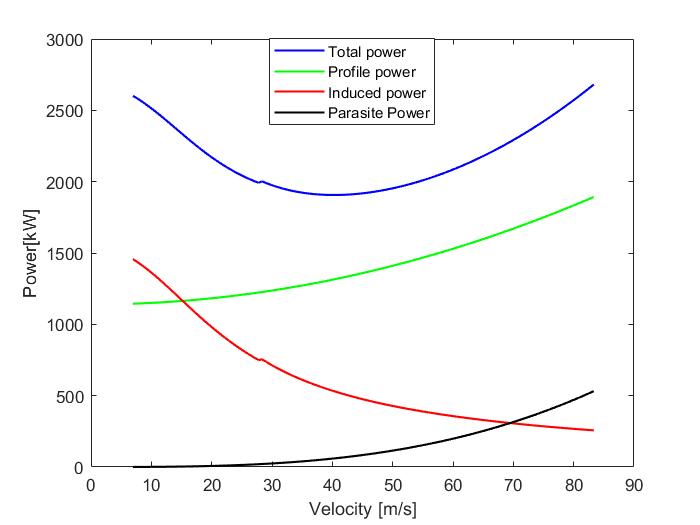 3000
2500
2000
1500
1000
500
0
Power[kW]
Total power
Profile power
Induced power
Parasite Power
0 10 20 30 40 50 60 70 80 90
Velocity [m/s]